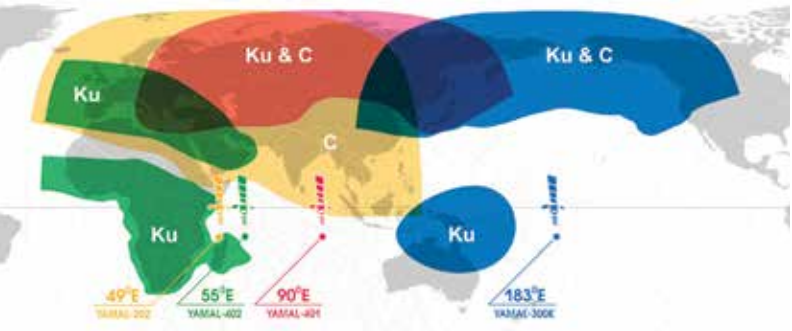 Ku & C
Ku & C
Ku
C
Ku
Ku
49°E
YAMAL-202
55°E
YAMAL-402
90°E
YAMAL-401
183°E
YAMAL-300K